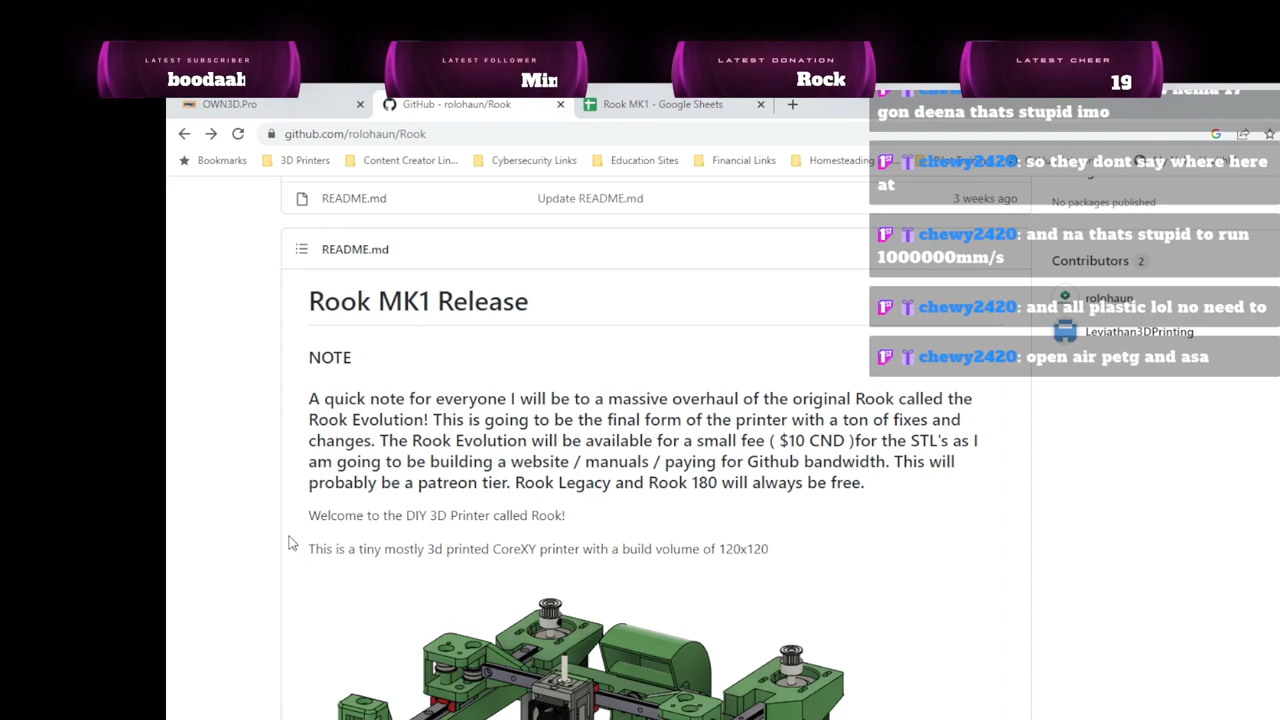 LATEST SUBSCRIBER
boodaab
LATEST FOLLOWER
Min
LATEST DONATION
Rock
LATEST CHEER
19
OWN3D.Pro
GitHub - rolohaun/Rook
Rook MK1 - Google Sheets
github.com/rolohaun/Rook
Bookmarks
3D Printers
Content Creator Lin...
Cybersecurity Links
Education Sites
Financial Links
Homesteading
README.md
Update README.md
3 weeks ago
README.md
Rook MK1 Release
NOTE
A quick note for everyone I will be to a massive overhaul of the original Rook called the
Rook Evolution! This is going to be the final form of the printer with a ton of fixes and
changes. The Rook Evolution will be available for a small fee ( $10 CND )for the STL's as I
am going to be building a website / manuals / paying for Github bandwidth. This will
probably be a patreon tier. Rook Legacy and Rook 180 will always be free.
Welcome to the DIY 3D Printer called Rook!
This is a tiny mostly 3d printed CoreXY printer with a build volume of 120x120
gon deena thats stupid imo
chewy2420: so they dont say where here
at
No packages published
chewy2420: and na thats stupid to run
1000000mm/s
Contributors 2
rolohaun
chewy2420: and all plastic lol no need to
Leviathan3DPrinting
chewy2420: open air petg and asa